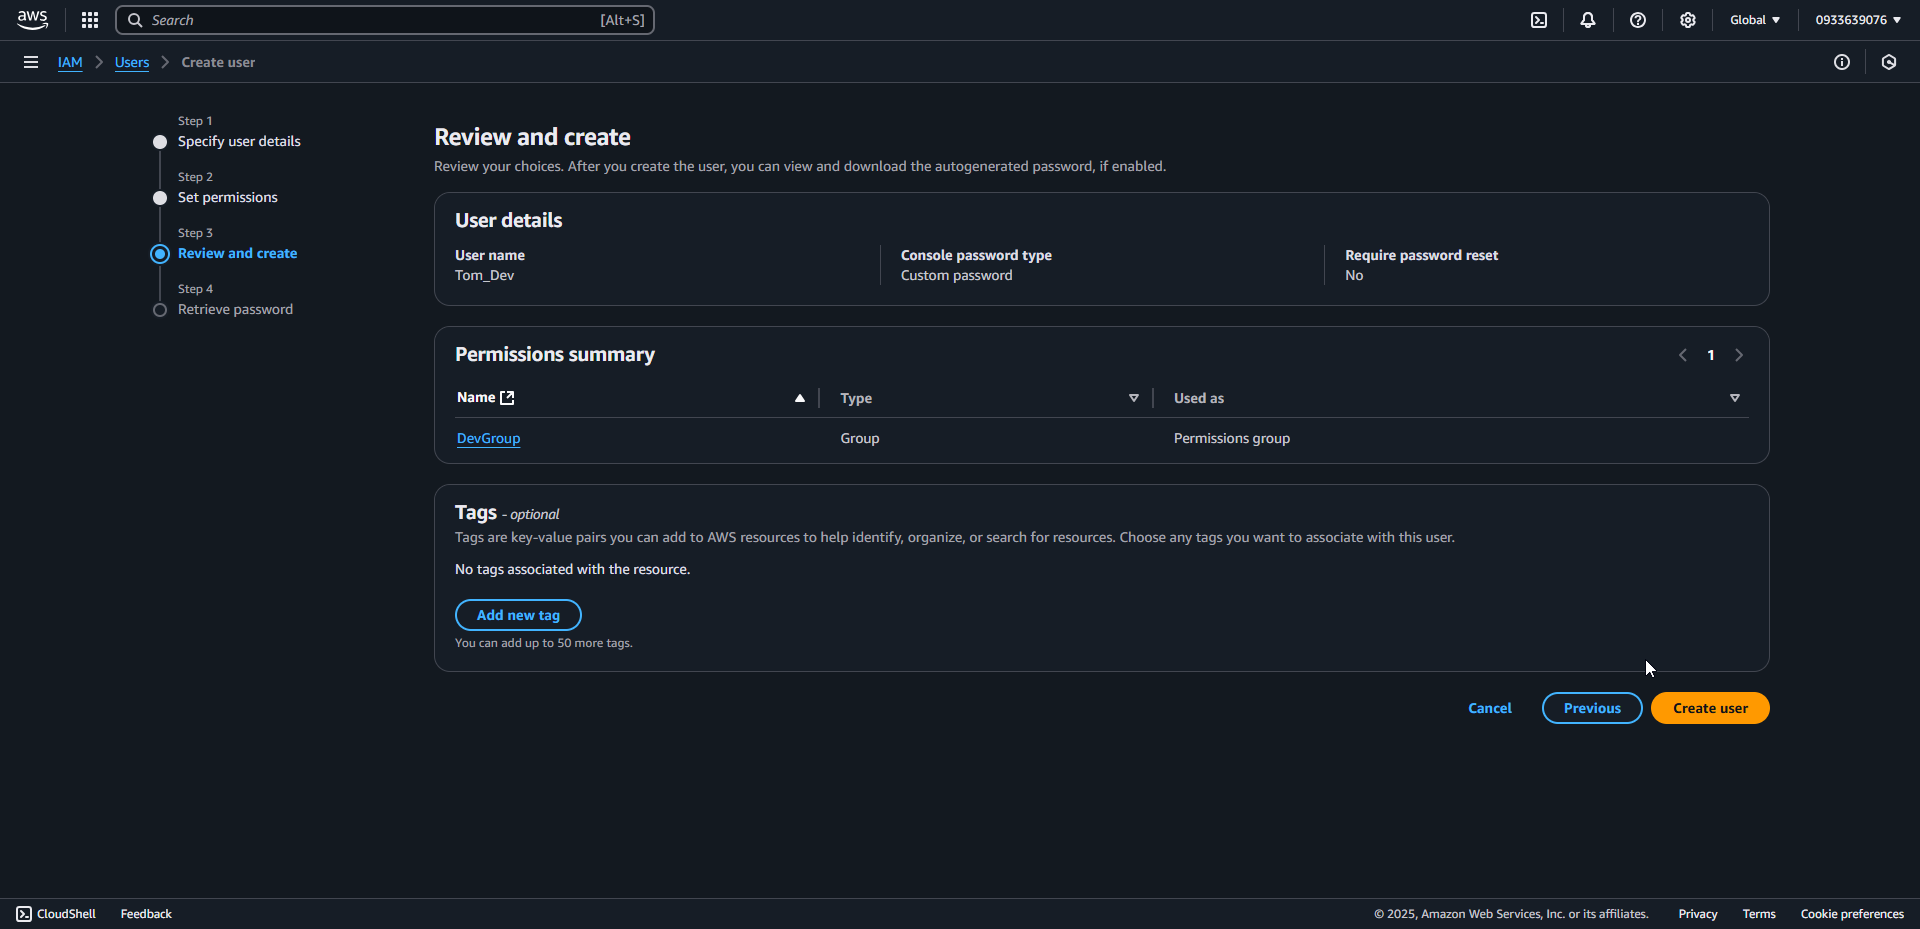 aws
Search [Alt+S]
Global
0933639076
IAM
Users
Create user
Step 1
Specify user details
Step 2
Set permissions
Step 3
Review and create
Step 4
Retrieve password
Review and create
Review your choices. After you create the user, you can view and download the autogenerated password, if enabled.
User details
User name
Tom_Dev
Console password type
Custom password
Require password reset
No
Permissions summary
1
Name Type Used as
DevGroup Group Permissions group
Tags - optional
Tags are key-value pairs you can add to AWS resources to help identify, organize, or search for resources. Choose any tags you want to associate with this user.
No tags associated with the resource.
Add new tag
You can add up to 50 more tags.
Cancel
Previous
Create user
CloudShell
Feedback
© 2025, Amazon Web Services, Inc. or its affiliates.
Privacy
Terms
Cookie preferences